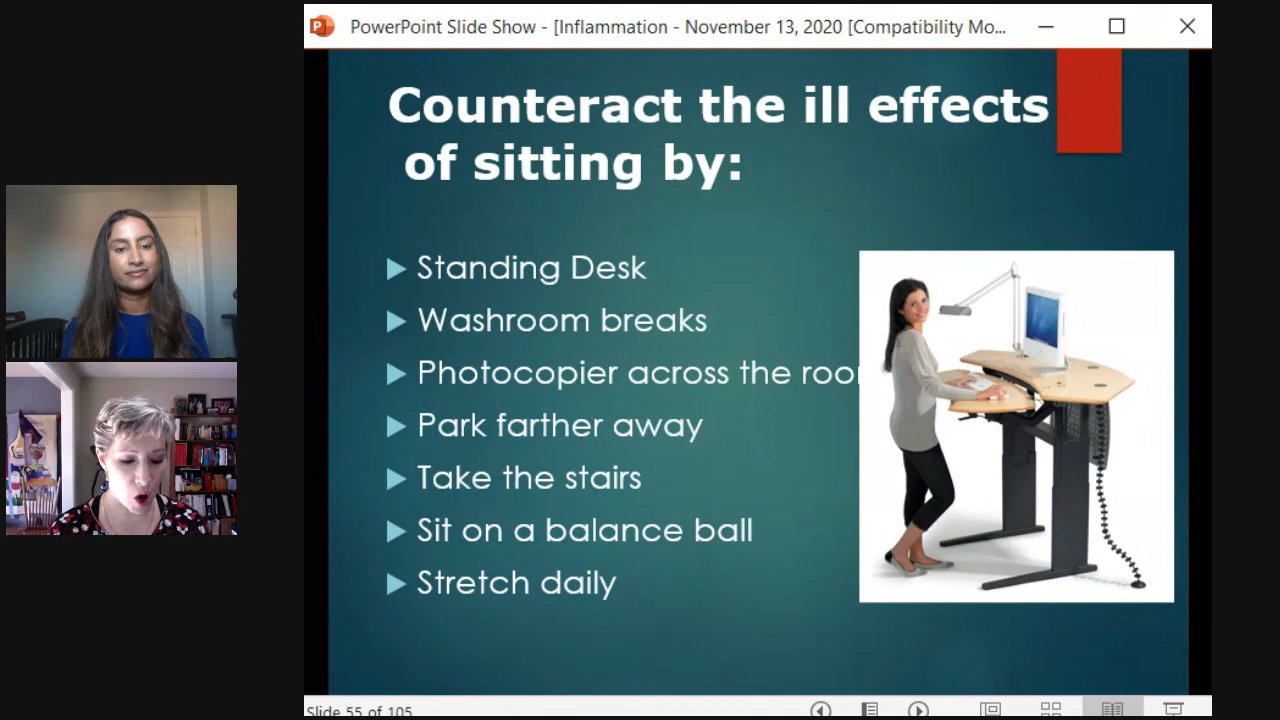 PowerPoint Slide Show - [Inflammation - November 13, 2020 [Compatibility Mo...
Counteract the ill effects
of sitting by:
Standing Desk
Washroom breaks
Photocopier across the
Park farther away
Take the stairs
Sit on a balance ball
Stretch daily
Slide 55 of 105